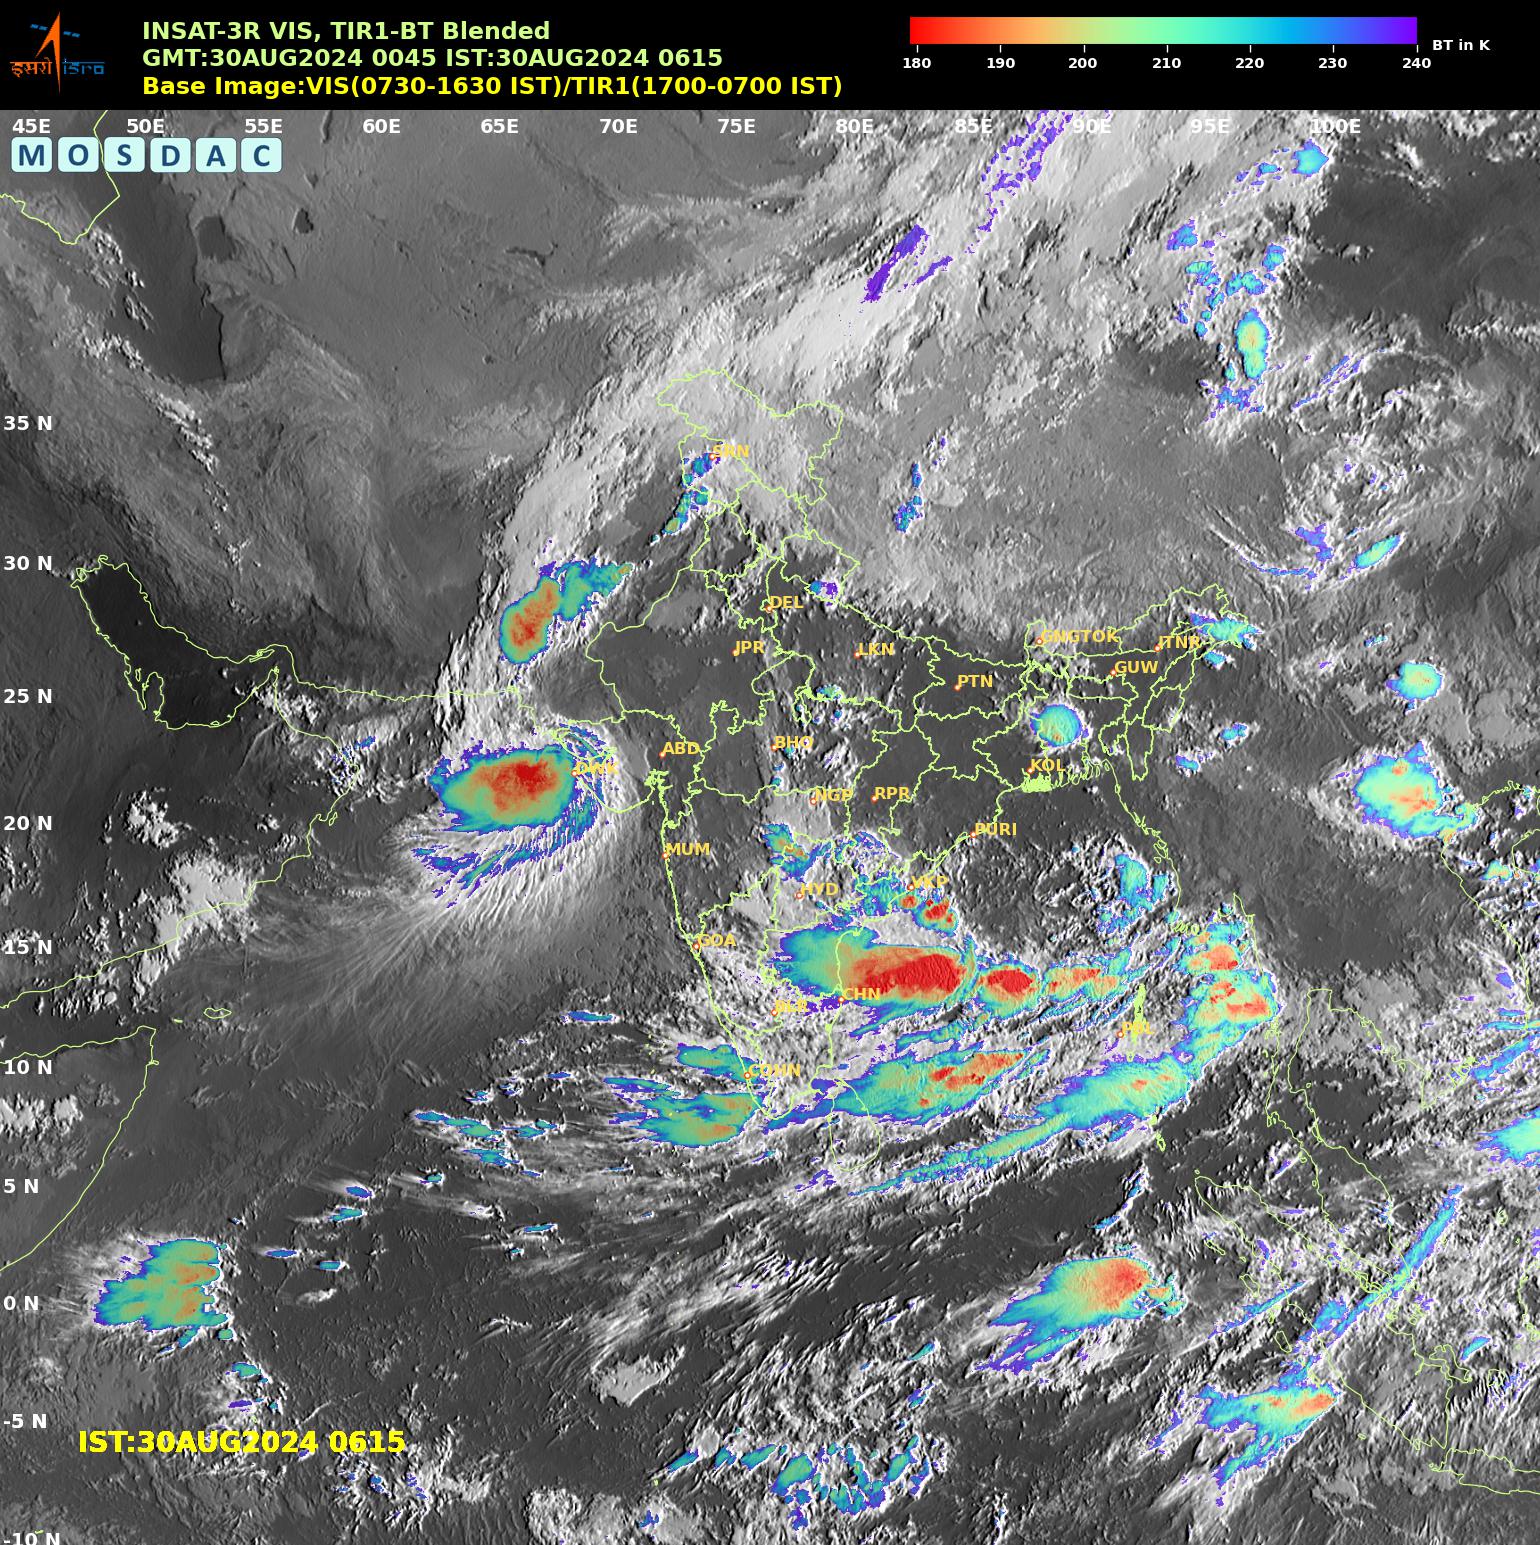 इसरो isro
INSAT-3R VIS, TIR1-BT Blended
GMT:30AUG2024 0045 IST:30AUG2024 0615
Base Image:VIS(0730-1630 IST)/TIR1(1700-0700 IST)
BT in K
180 190 200 210 220 230 240
45E 50E 55E 60E 65E 70E 75E 80E 85E 90E 95E 100E
M O S D A C
35 N
SRN
30 N
DEL
GNGTOK
ITNR
JPR
LKN
GUW
PTN
25 N
ABD
BHO
DWK
KOL
NGP
RPR
20 N
PURI
MUM
VKP
HYD
15 N
GOA
CHN
BLR
PBL
10 N
COHN
5 N
0 N
-5 N
IST:30AUG2024 0615
-10 N